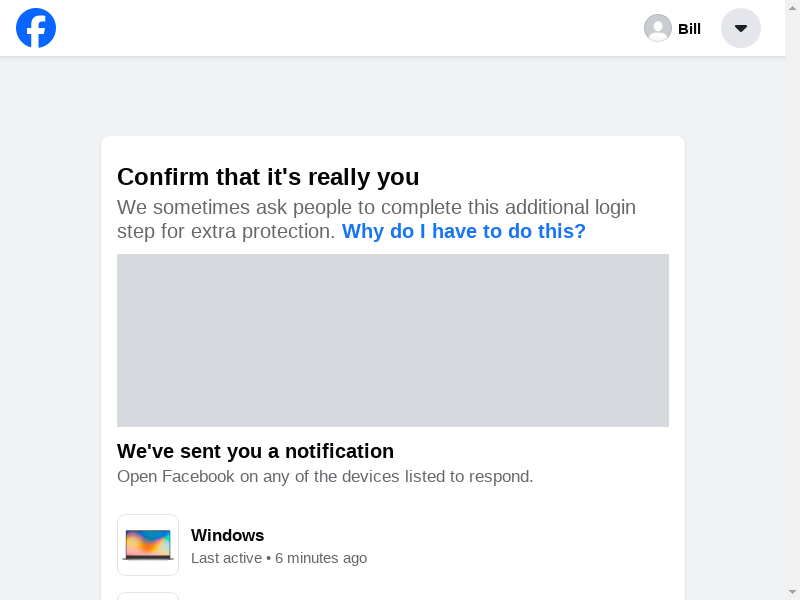 Bill
Confirm that it's really you
We sometimes ask people to complete this additional login
step for extra protection. Why do I have to do this?
We've sent you a notification
Open Facebook on any of the devices listed to respond.
Windows
Last active • 6 minutes ago